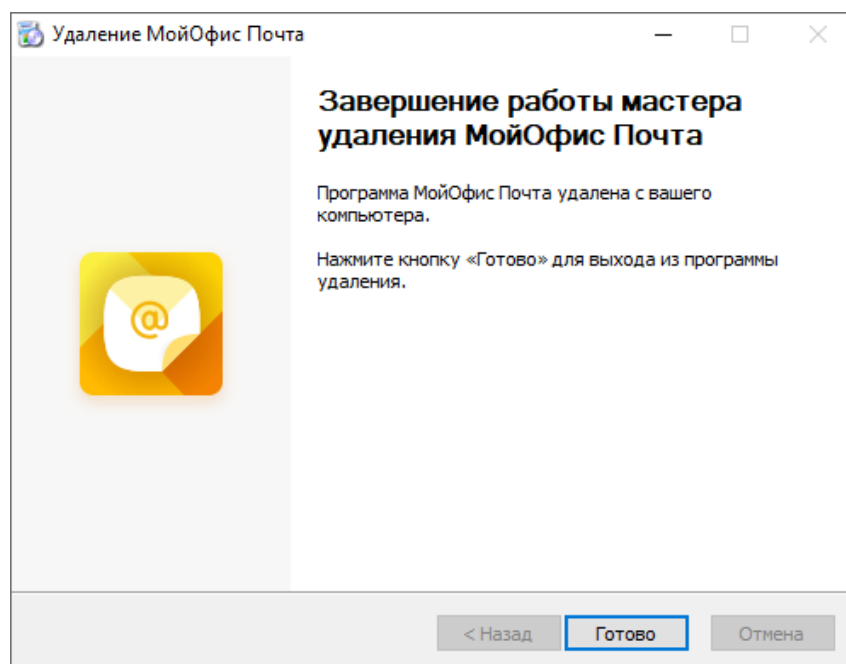 Удаление МойОфис Почта
Завершение работы мастера
удаления МойОфис Почта
Программа МойОфис Почта удалена с вашего
компьютера.
Нажмите кнопку «Готово» для выхода из программы
удаления.
@
< Назад
Готово
Отмена